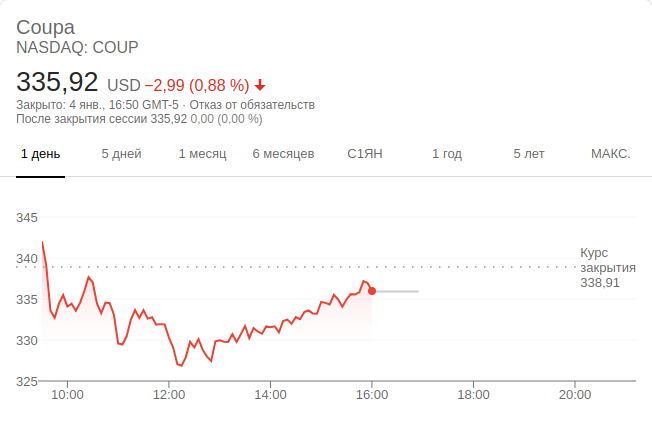 Coupa
NASDAQ: COUP
335,92 USD −2,99 (0,88 %)
Закрыто: 4 янв., 16:50 GMT-5 · Отказ от обязательств
После закрытия сессии 335,92 0,00 (0,00 %)
1 день 5 дней 1 месяц 6 месяцев С1ЯН 1 год 5 лет МАКС.
345
340
335
330
325
Курс
закрытия
338,91
10:00 12:00 14:00 16:00 18:00 20:00